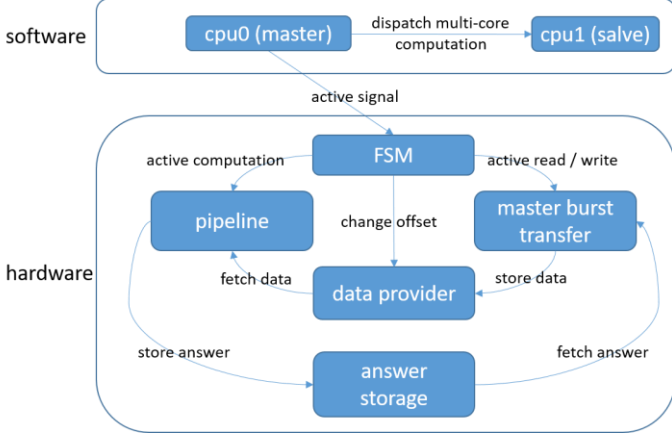 software
cpu0 (master)
dispatch multi-core
computation
cpu1 (salve)
active signal
hardware
FSM
active computation
active read / write
pipeline
change offset
master burst
transfer
fetch data
data provider
store data
store answer
answer
storage
fetch answer